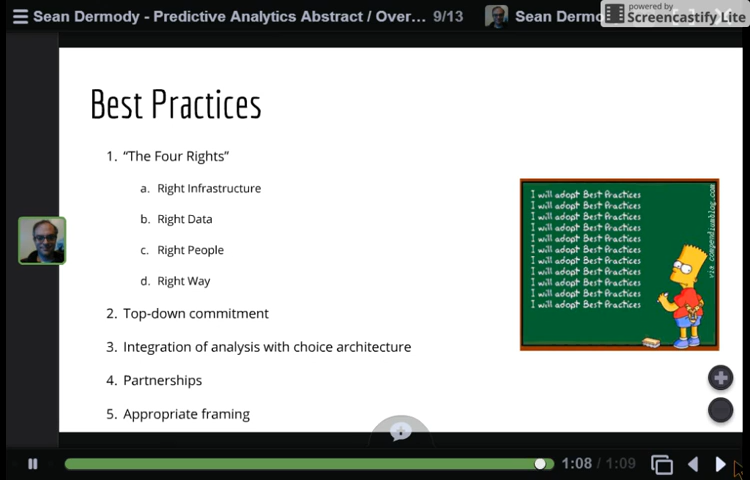 Sean Dermody - Predictive Analytics Abstract / Over... 9/13
Sean Dermo
powered by
Screencastify Lite
Best Practices
1. “The Four Rights”
a. Right Infrastructure
b. Right Data
c. Right People
d. Right Way
2. Top-down commitment
3. Integration of analysis with choice architecture
4. Partnerships
5. Appropriate framing
I will adopt Best Practices
I will adopt Best Practices
I will adopt Best Practices
I will adopt Best Practices
I will adopt Best Practices
I will adopt Best Practices
I will adopt Best Practices
I will adopt Best Practices
I will adopt Best Practices
I will adopt Best Practices
I will adopt Best Practices
via compendiumblog.com
1:08 / 1:09